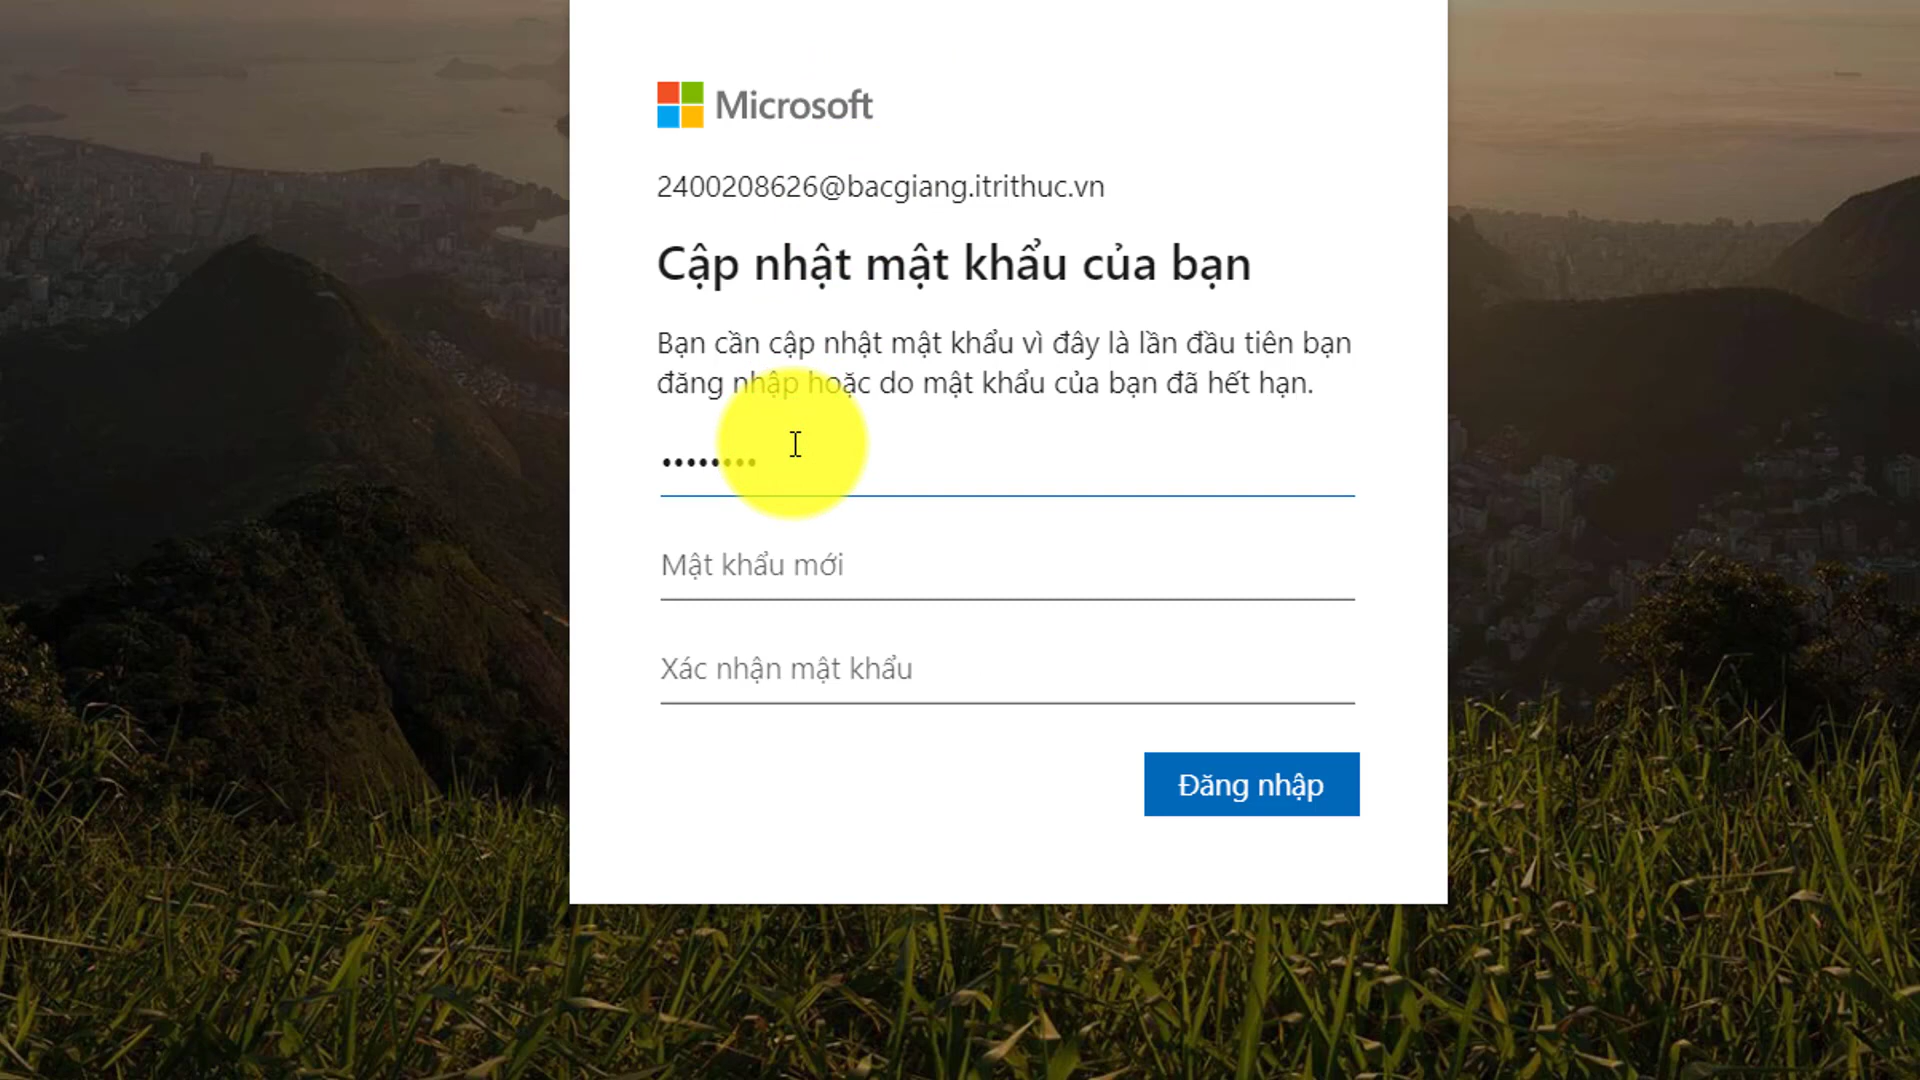 Microsoft
2400208626@bacgiang.itrithuc.vn
Cập nhật mật khẩu của bạn
Bạn cần cập nhật mật khẩu vì đây là lần đầu tiên bạn
đăng nhập hoặc do mật khẩu của bạn đã hết hạn.
••••••••
Mật khẩu mới
Xác nhận mật khẩu
Đăng nhập